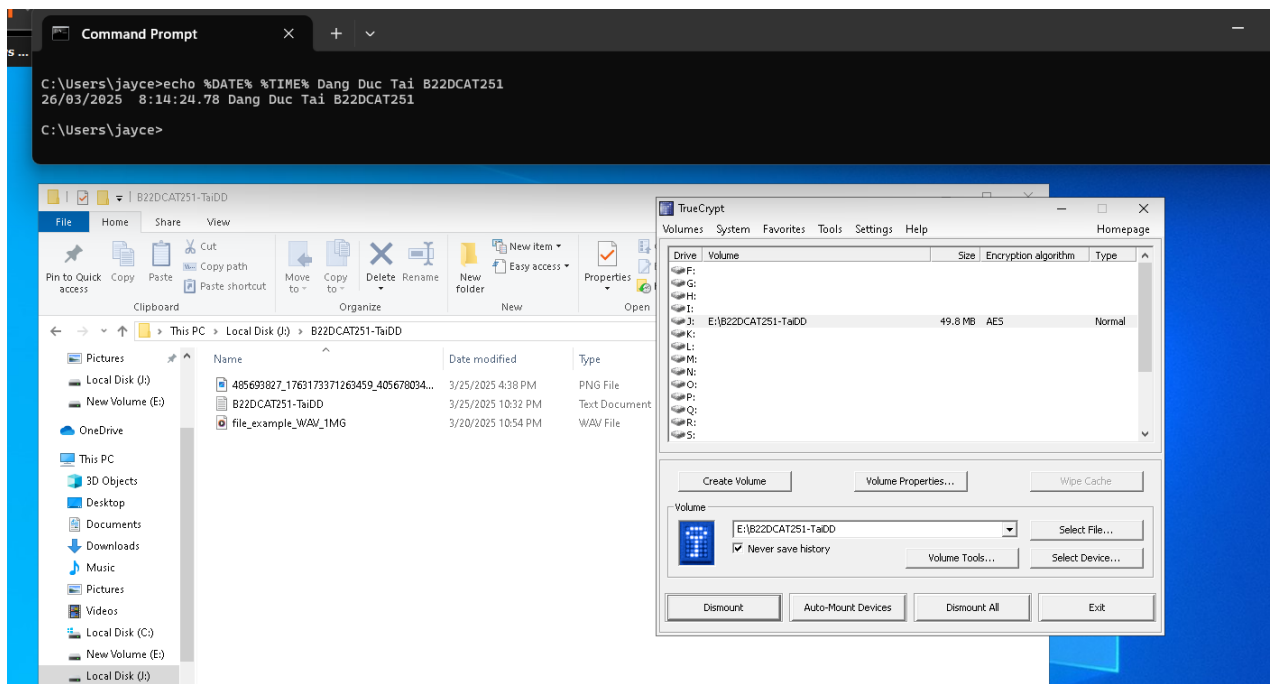 s ...
Command Prompt
C:\Users\jayce>echo %DATE% %TIME% Dang Duc Tai B22DCAT251
26/03/2025  8:14:24.78 Dang Duc Tai B22DCAT251
C:\Users\jayce>
B22DCAT251-TaiDD
File Home Share View
Pin to Quick access
Copy
Paste
Cut
Copy path
Paste shortcut
Clipboard
Move to
Copy to
Delete
Rename
Organize
New folder
New item
Easy access
New
Properties
Open
This PC > Local Disk (J:) > B22DCAT251-TaiDD
Pictures
Local Disk (J:)
New Volume (E:)
OneDrive
This PC
3D Objects
Desktop
Documents
Downloads
Music
Pictures
Videos
Local Disk (C:)
New Volume (E:)
Local Disk (J:)
Name Date modified Type
485693827_1763173371263459_405678034... 3/25/2025 4:38 PM PNG File
B22DCAT251-TaiDD 3/25/2025 10:32 PM Text Document
file_example_WAV_1MG 3/20/2025 10:54 PM WAV File
TrueCrypt
Volumes System Favorites Tools Settings Help Homepage
Drive Volume Size Encryption algorithm Type
F:
G:
H:
I:
J: E:\B22DCAT251-TaiDD 49.8 MB AES Normal
K:
L:
M:
N:
O:
P:
Q:
R:
S:
Create Volume
Volume Properties...
Wipe Cache
Volume
E:\B22DCAT251-TaiDD
Select File...
Never save history
Volume Tools...
Select Device...
Dismount
Auto-Mount Devices
Dismount All
Exit